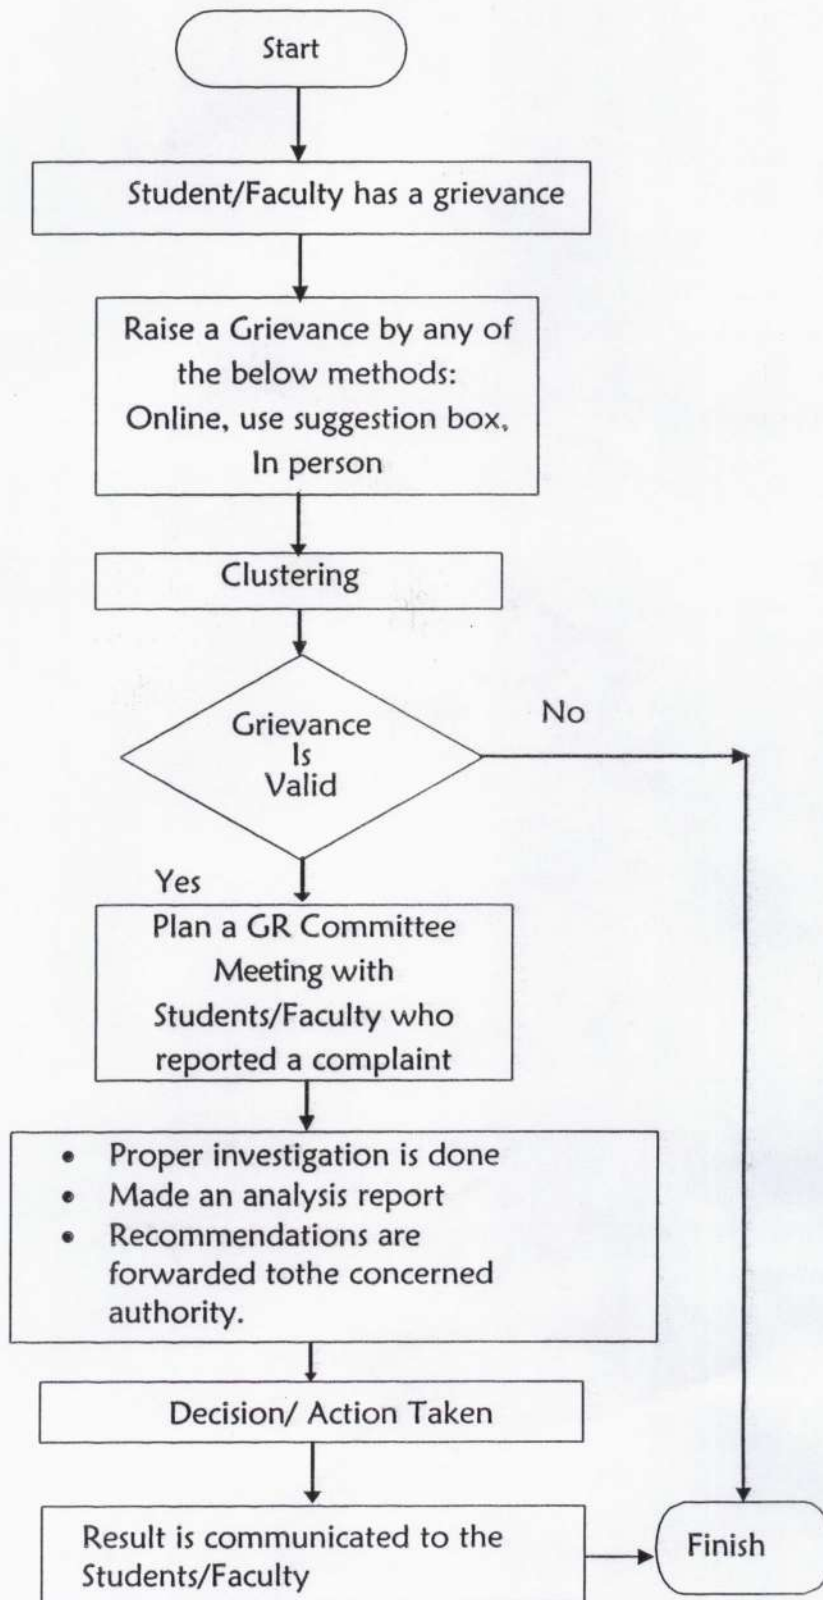 Start
Student/Faculty has a grievance
Raise a Grievance by any of
the below methods:
Online, use suggestion box,
In person
Clustering
Grievance
Is
Valid
No
Yes
Plan a GR Committee
Meeting with
Students/Faculty who
reported a complaint
• Proper investigation is done
• Made an analysis report
• Recommendations are
forwarded tothe concerned
authority.
Decision/ Action Taken
Result is communicated to the
Students/Faculty
Finish